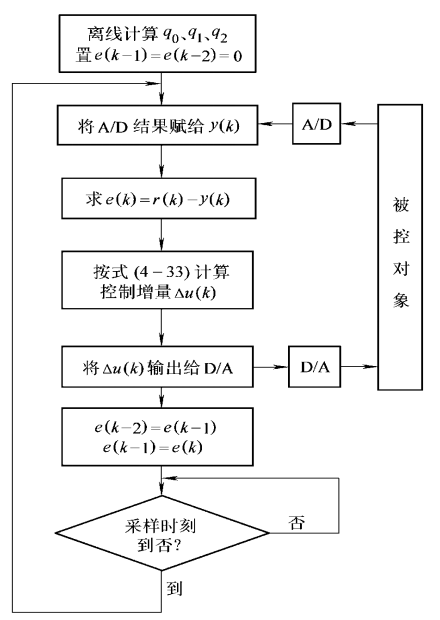 离线计算 q₀、q₁、q₂
置 e(k−1)=e(k−2)=0
将 A/D 结果赋给 y(k)
A/D
求 e(k)=r(k)−y(k)
被控对象
按式 (4−33) 计算
控制增量 Δu(k)
将 Δu(k) 输出给 D/A
D/A
e(k−2)=e(k−1)
e(k−1)=e(k)
采样时刻
到否?
否
到